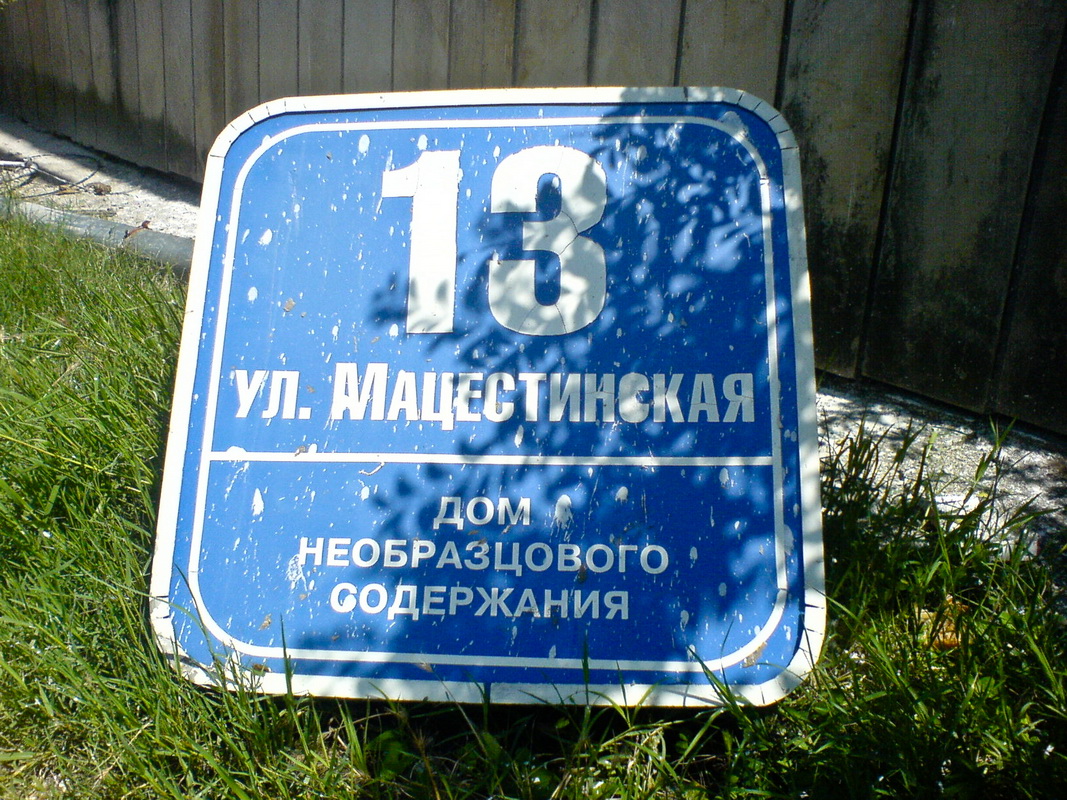 13
ул. Мацестинская
ДОМ
НЕОБРАЗЦОВОГО
СОДЕРЖАНИЯ